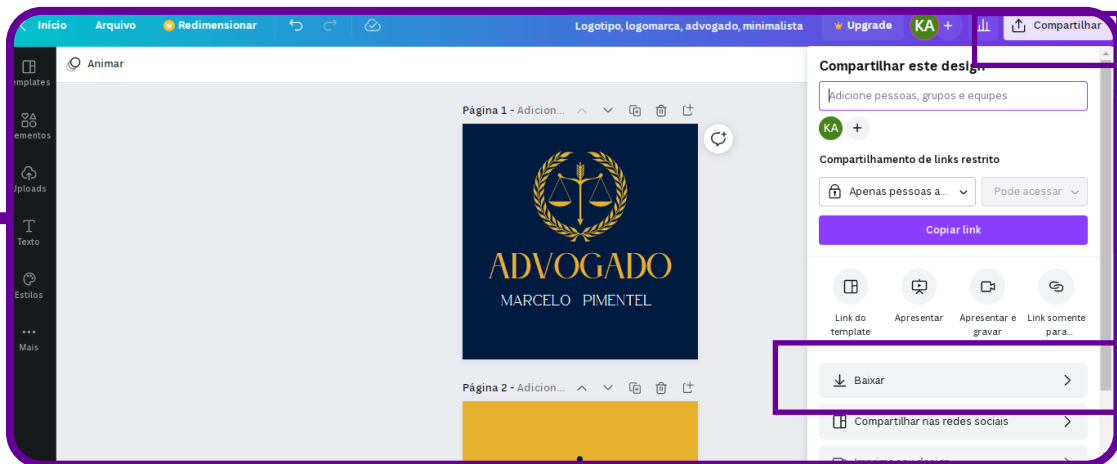 Início Arquivo Redimensionar Logotipo, logomarca, advogado, minimalista Upgrade KA + Compartilhar
Animar
emplates
ementos
Uploads
Texto
Estilos
Mais
Página 1 - Adicion...
ADVOGADO
MARCELO PIMENTEL
Página 2 - Adicion...
Compartilhar este design
Adicione pessoas, grupos e equipes
KA +
Compartilhamento de links restrito
Apenas pessoas a... Pode acessar
Copiar link
Link do template
Apresentar
Apresentar e gravar
Link somente para...
Baixar
Compartilhar nas redes sociais